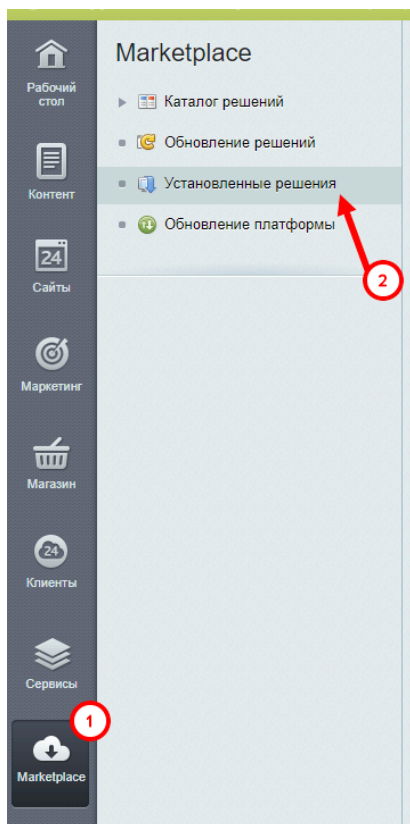 Рабочий
стол
Контент
24
Сайты
Маркетинг
Магазин
24
Клиенты
Сервисы
1
Marketplace
Marketplace
Каталог решений
Обновление решений
Установленные решения
Обновление платформы
2